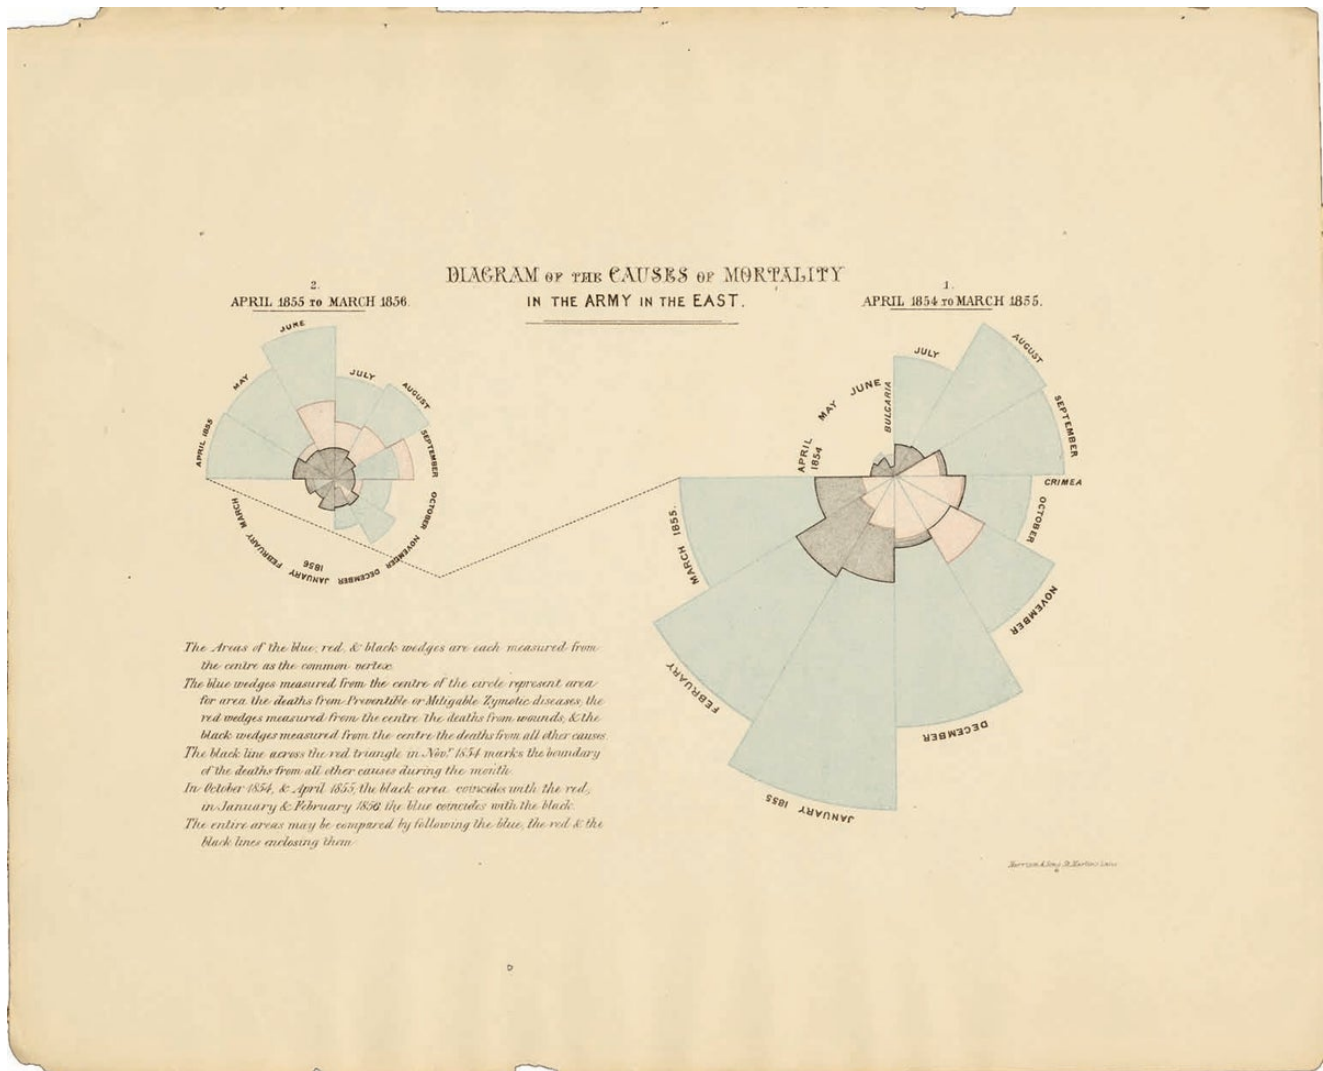 DIAGRAM OF THE CAUSES OF MORTALITY
IN THE ARMY IN THE EAST.
2.
APRIL 1855 TO MARCH 1856.
1.
APRIL 1854 TO MARCH 1855.
APRIL 1855
MAY
JUNE
JULY
AUGUST
SEPTEMBER
OCTOBER
NOVEMBER
DECEMBER
JANUARY
1856
FEBRUARY
MARCH
APRIL
1854
MAY
JUNE
BULGARIA
JULY
AUGUST
SEPTEMBER
CRIMEA
OCTOBER
NOVEMBER
DECEMBER
JANUARY 1855
FEBRUARY
MARCH 1855.
The Areas of the blue, red, & black wedges are each measured from
the centre as the common vertex.
The blue wedges measured from the centre of the circle represent area
for area the deaths from Preventible or Mitigable Zymotic diseases; the
red wedges measured from the centre the deaths from wounds; & the
black wedges measured from the centre the deaths from all other causes.
The black line across the red triangle in Novr. 1854 marks the boundary
of the deaths from all other causes during the month.
In October 1854, & April 1855, the black area coincides with the red;
in January & February 1856, the blue coincides with the black.
The entire areas may be compared by following the blue, the red & the
black lines enclosing them.
Harrison & Sons, St. Martin's Lane